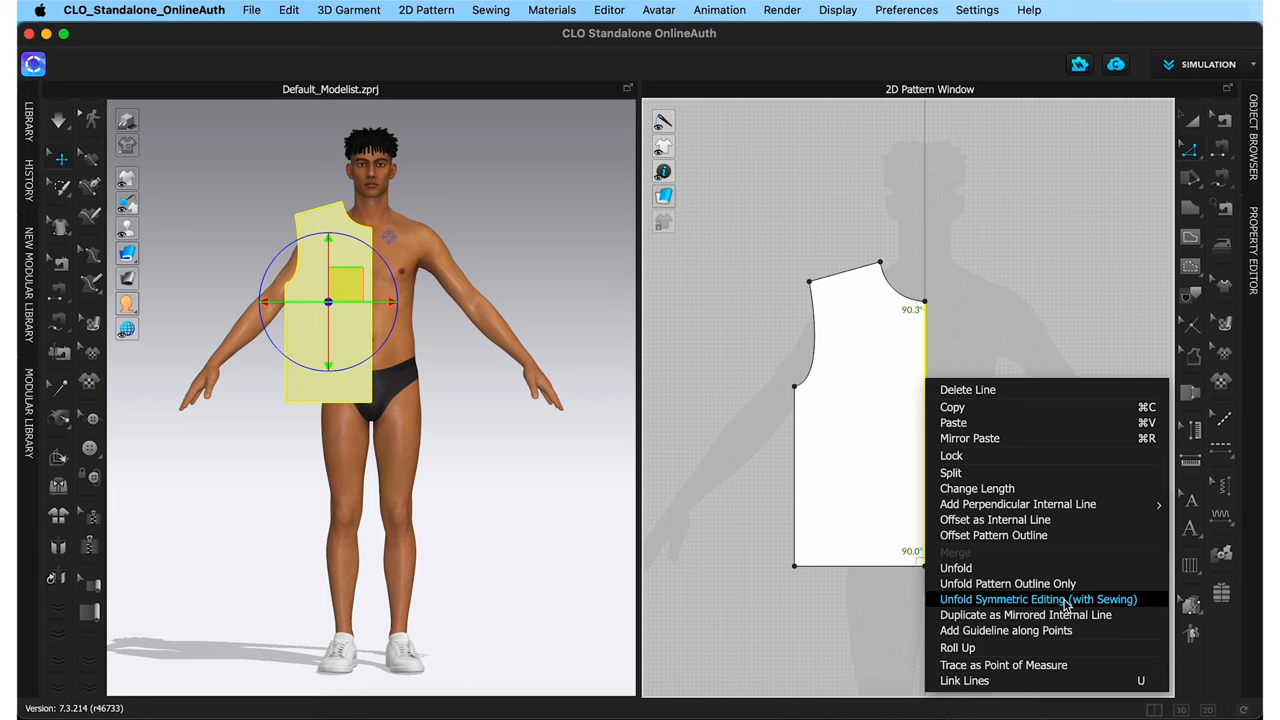 CLO_Standalone_OnlineAuth File Edit 3D Garment 2D Pattern Sewing Materials Editor Avatar Animation Render Display Preferences Settings Help
CLO Standalone OnlineAuth
SIMULATION
Default_Modelist.zprj
2D Pattern Window
LIBRARY
HISTORY
NEW MODULAR LIBRARY
MODULAR LIBRARY
OBJECT BROWSER
PROPERTY EDITOR
90.3°
90.0°
Delete Line
Copy ⌘C
Paste ⌘V
Mirror Paste ⌘R
Lock
Split
Change Length
Add Perpendicular Internal Line
Offset as Internal Line
Offset Pattern Outline
Merge
Unfold
Unfold Pattern Outline Only
Unfold Symmetric Editing (with Sewing)
Duplicate as Mirrored Internal Line
Add Guideline along Points
Roll Up
Trace as Point of Measure
Link Lines U
Version: 7.3.214 (r46733)
3D
2D